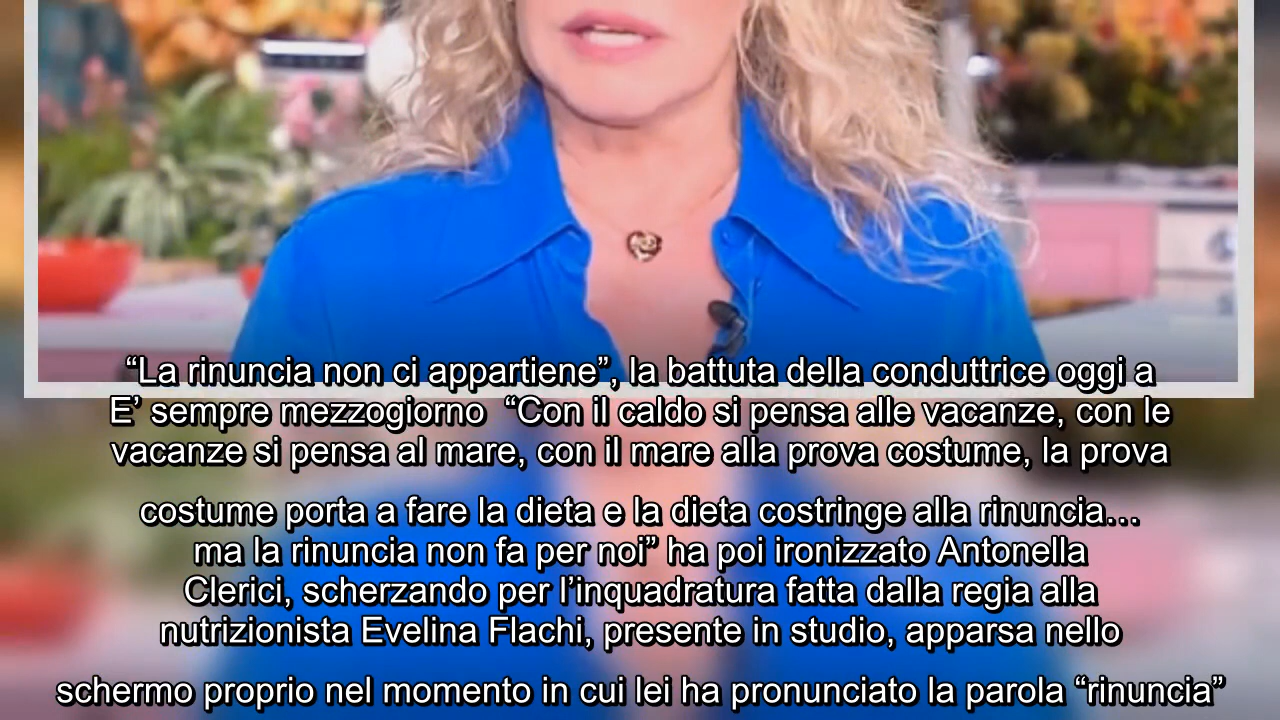 “La rinuncia non ci appartiene”, la battuta della conduttrice oggi a
E’ sempre mezzogiorno “Con il caldo si pensa alle vacanze, con le
vacanze si pensa al mare, con il mare alla prova costume, la prova
costume porta a fare la dieta e la dieta costringe alla rinuncia…
ma la rinuncia non fa per noi” ha poi ironizzato Antonella
Clerici, scherzando per l’inquadratura fatta dalla regia alla
nutrizionista Evelina Flachi, presente in studio, apparsa nello
schermo proprio nel momento in cui lei ha pronunciato la parola “rinuncia”